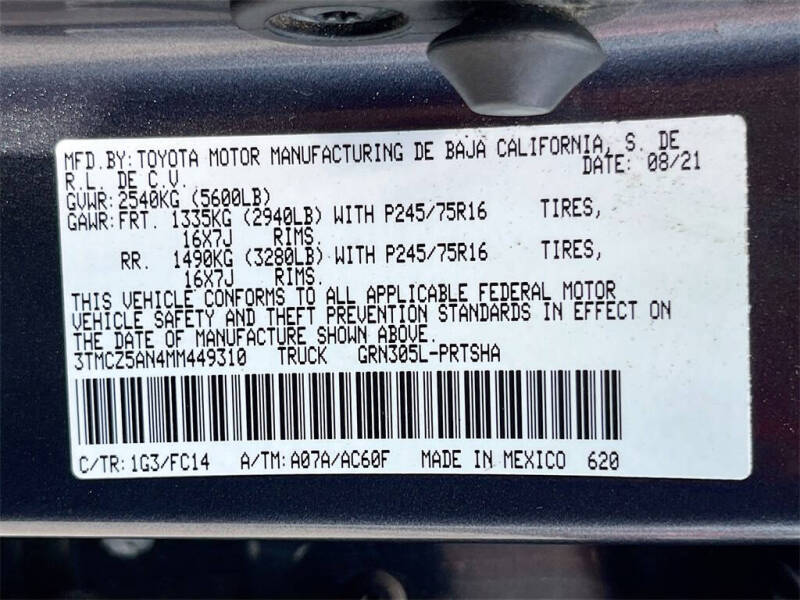 MFD.BY: TOYOTA MOTOR MANUFACTURING DE BAJA CALIFORNIA, S. DE
R.L. DE C.V. DATE: 08/21
GVWR: 2540KG (5600LB)
GAWR: FRT. 1335KG (2940LB) WITH P245/75R16 TIRES,
16X7J RIMS.
RR. 1490KG (3280LB) WITH P245/75R16 TIRES,
16X7J RIMS.
THIS VEHICLE CONFORMS TO ALL APPLICABLE FEDERAL MOTOR
VEHICLE SAFETY AND THEFT PREVENTION STANDARDS IN EFFECT ON
THE DATE OF MANUFACTURE SHOWN ABOVE.
3TMCZ5AN4MM449310 TRUCK GRN305L-PRTSHA
C/TR: 1G3/FC14 A/TM: A07A/AC60F MADE IN MEXICO 620